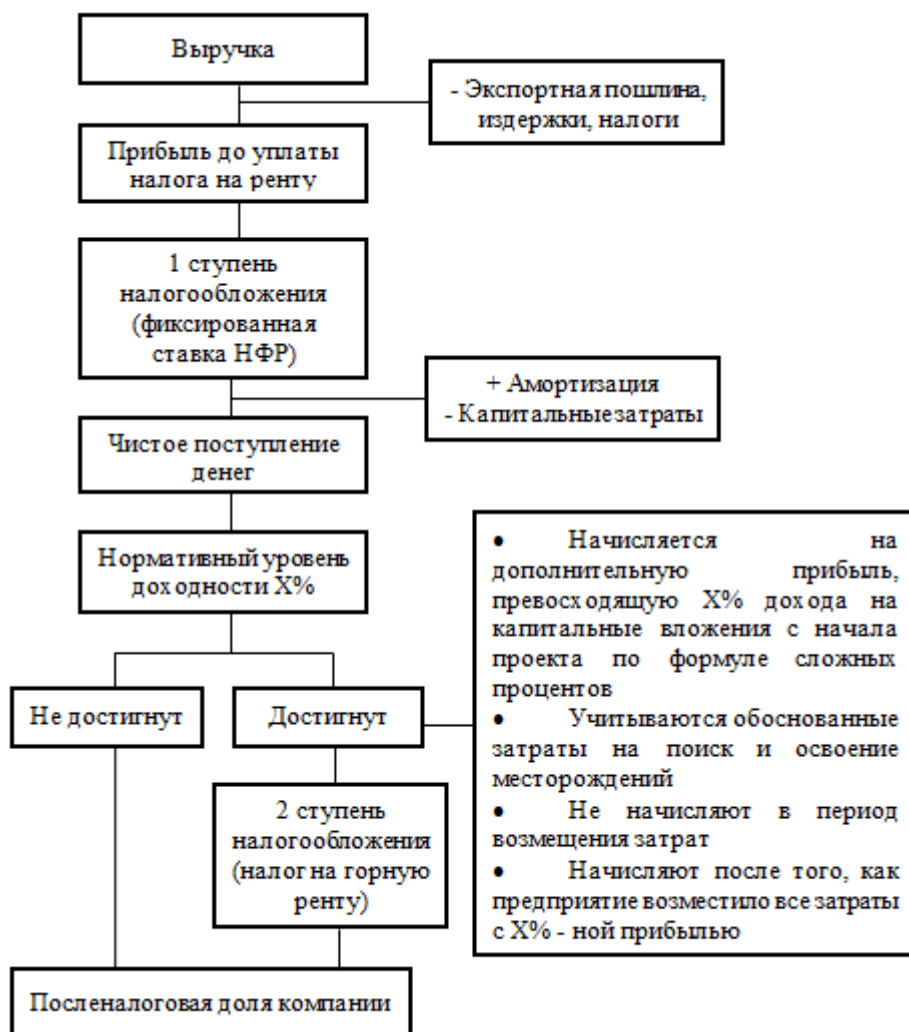 Выручка
- Экспортная пошлина,
издержки, налоги
Прибыль до уплаты
налога на ренту
1 ступень
налогообложения
(фиксированная
ставка НФР)
+ Амортизация
- Капитальные затраты
Чистое поступление
денег
Нормативный уровень
доходности X%
Не достигнут
Достигнут
• Начисляется на
дополнительную прибыль,
превосходящую X% дохода на
капитальные вложения с начала
проекта по формуле сложных
процентов
• Учитываются обоснованные
затраты на поиск и освоение
месторождений
• Не начисляют в период
возмещения затрат
• Начисляют после того, как
предприятие возместило все затраты
с X% - ной прибылью
2 ступень
налогообложения
(налог на горную
ренту)
Посленалоговая доля компании